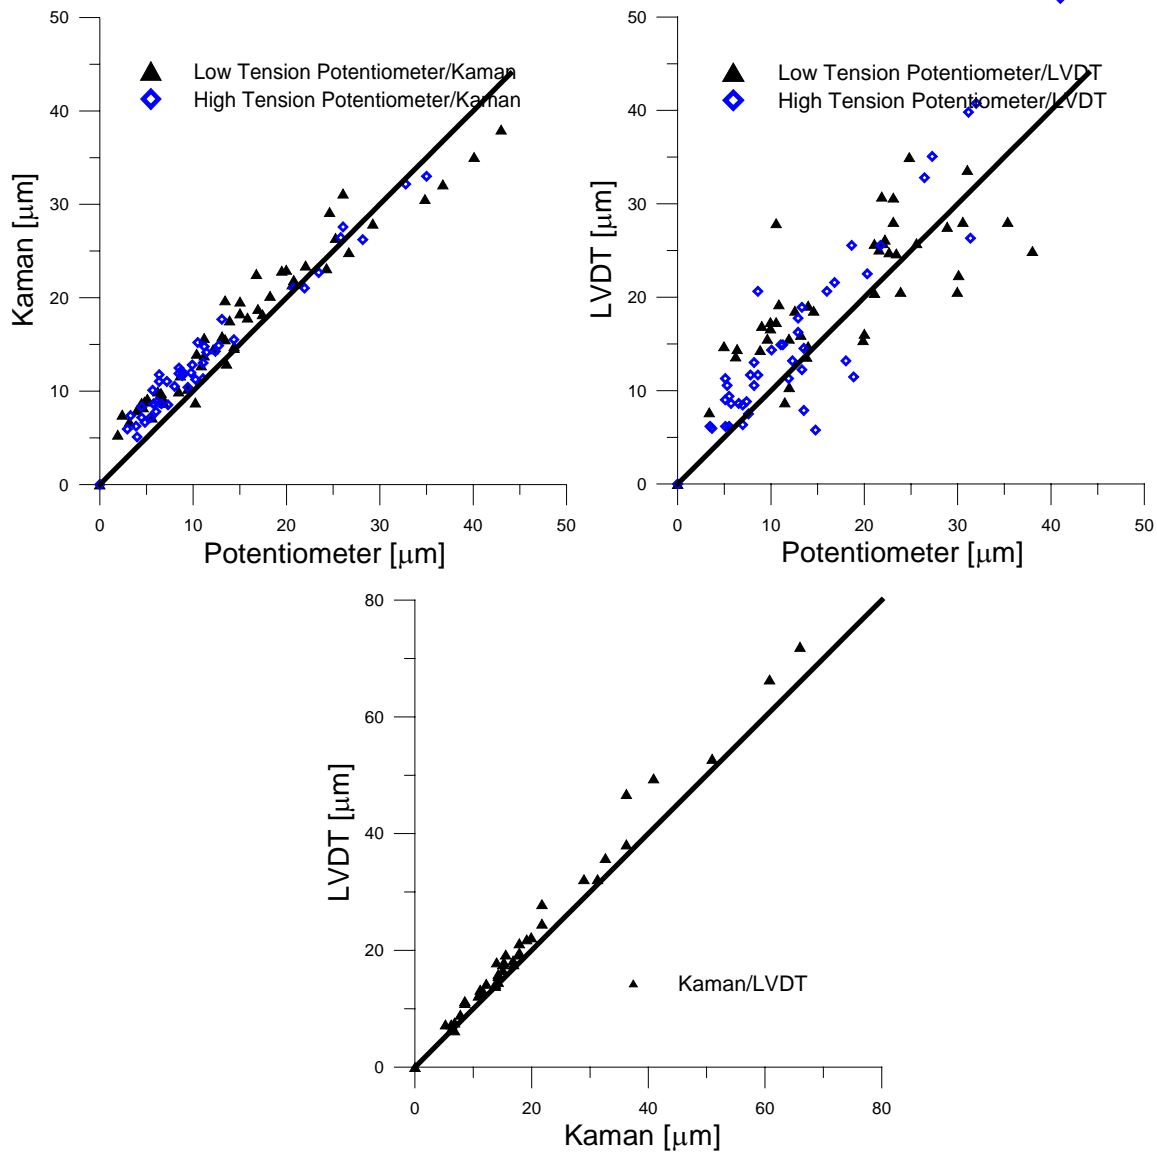 50
40
30
20
10
0
Kaman [μm]
Low Tension Potentiometer/Kaman
High Tension Potentiometer/Kaman
0 10 20 30 40 50
Potentiometer [μm]
50
40
30
20
10
0
LVDT [μm]
Low Tension Potentiometer/LVDT
High Tension Potentiometer/LVDT
0 10 20 30 40 50
Potentiometer [μm]
80
60
40
20
0
LVDT [μm]
Kaman/LVDT
0 20 40 60 80
Kaman [μm]